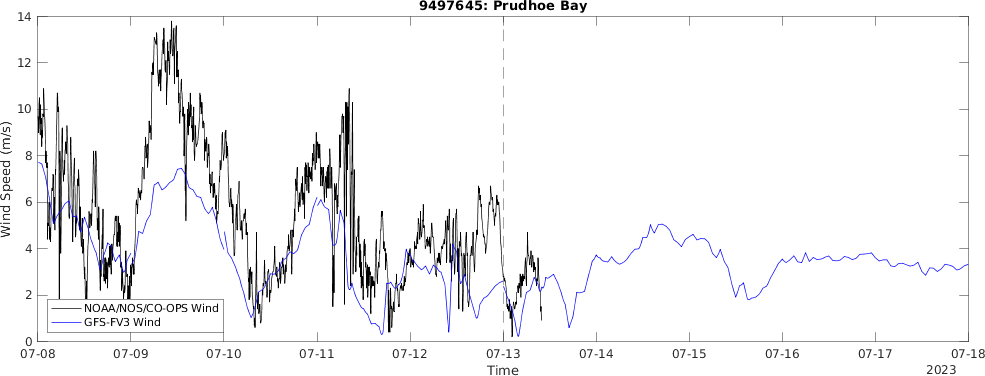 9497645: Prudhoe Bay
Wind Speed (m/s)
14
12
10
8
6
4
2
0
NOAA/NOS/CO-OPS Wind
GFS-FV3 Wind
07-08 07-09 07-10 07-11 07-12 07-13 07-14 07-15 07-16 07-17 07-18
Time
2023